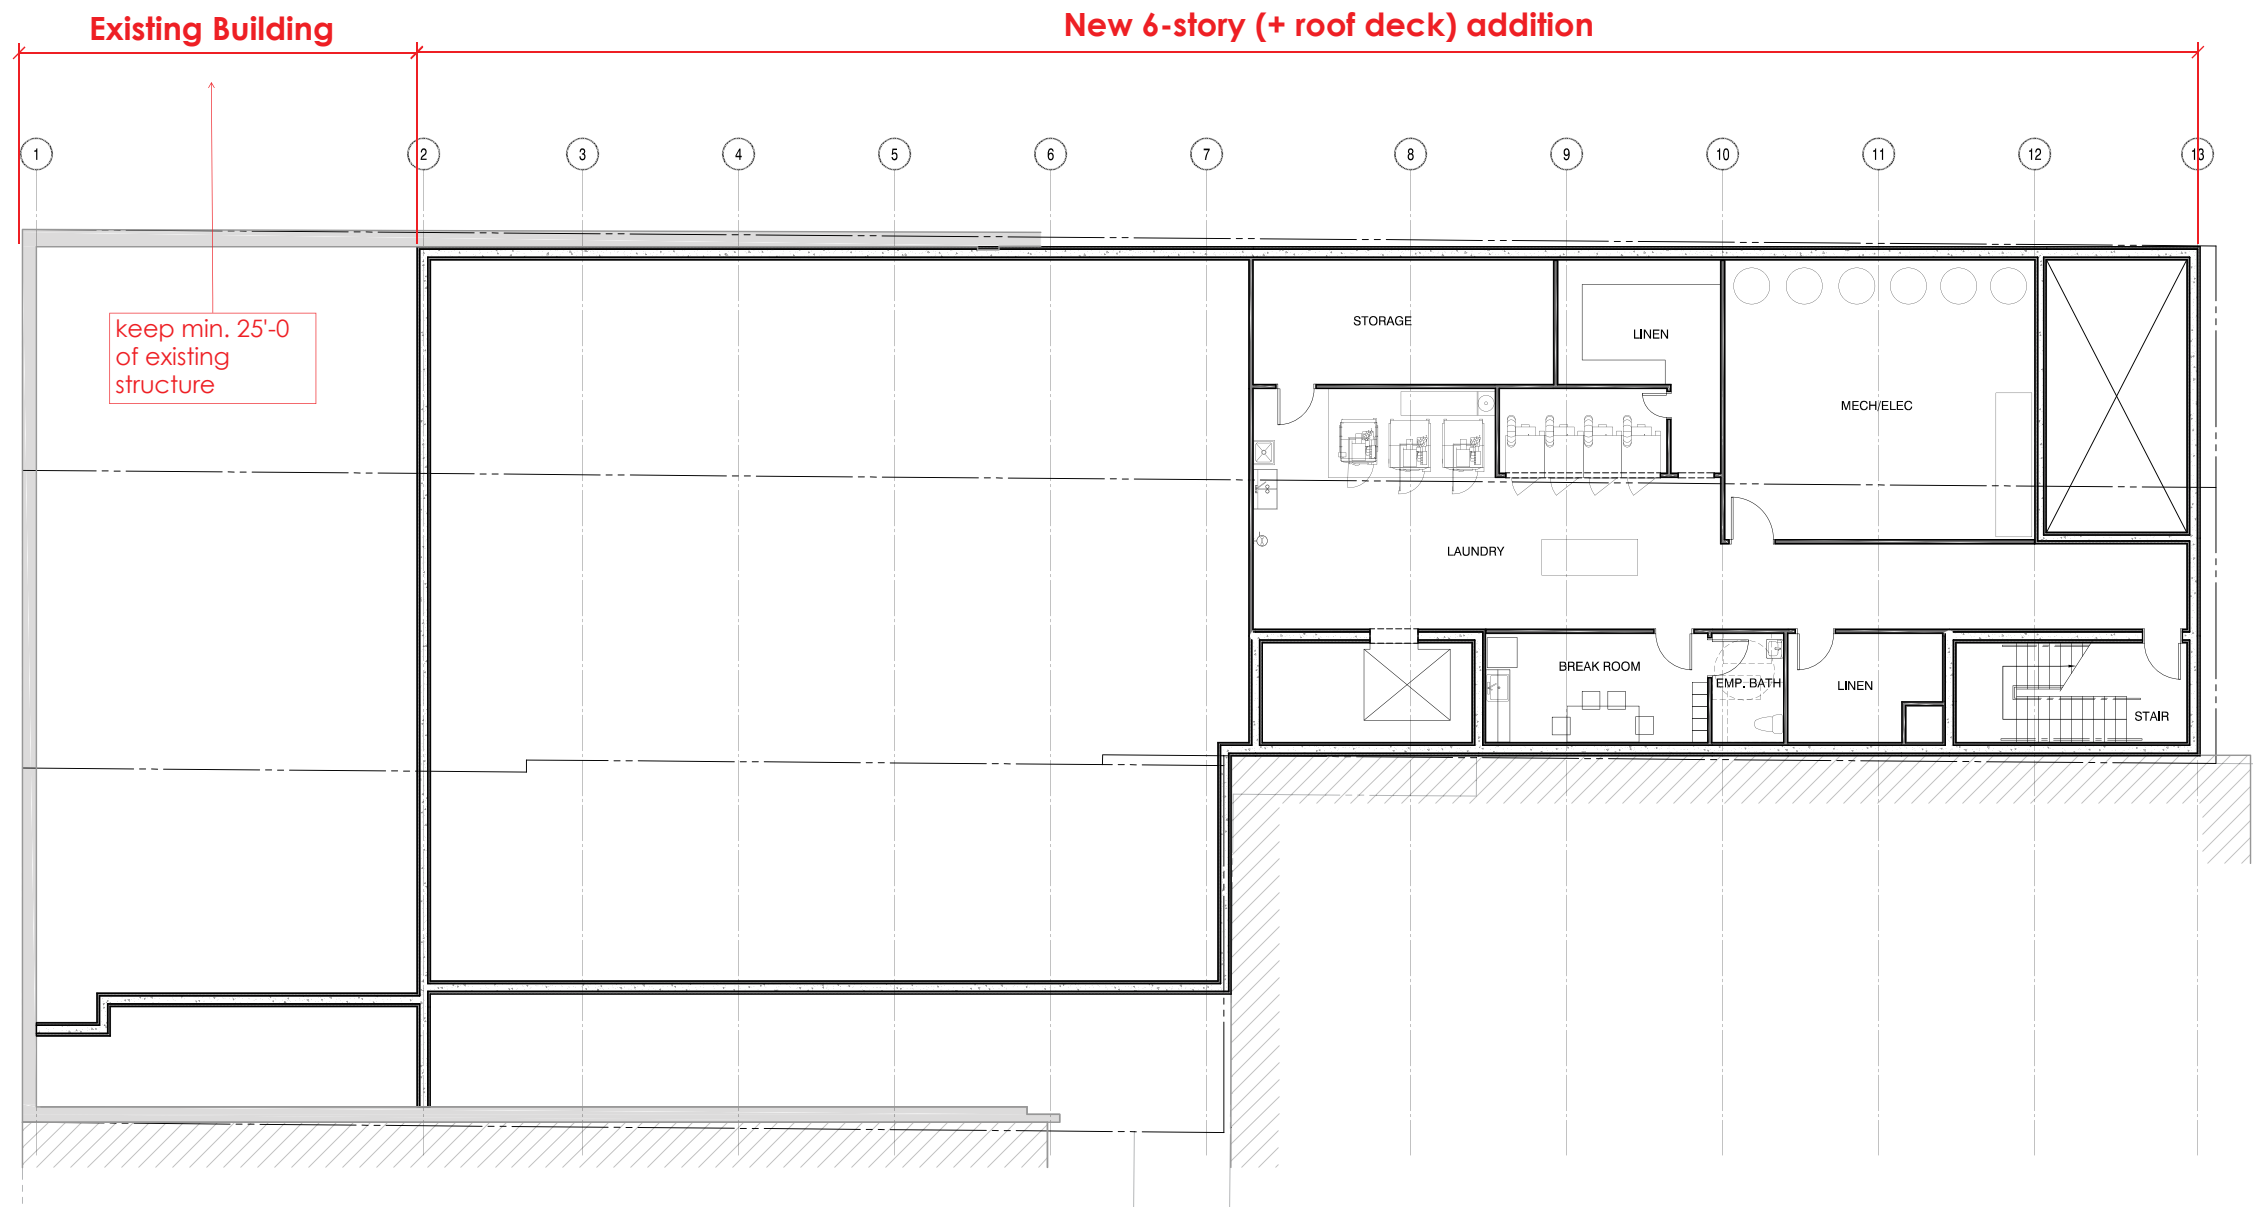 Existing Building
New 6-story (+ roof deck) addition
1 2 3 4 5 6 7 8 9 10 11 12 13
keep min. 25'-0
of existing
structure
STORAGE
LINEN
MECH/ELEC
LAUNDRY
BREAK ROOM
EMP. BATH
LINEN
STAIR